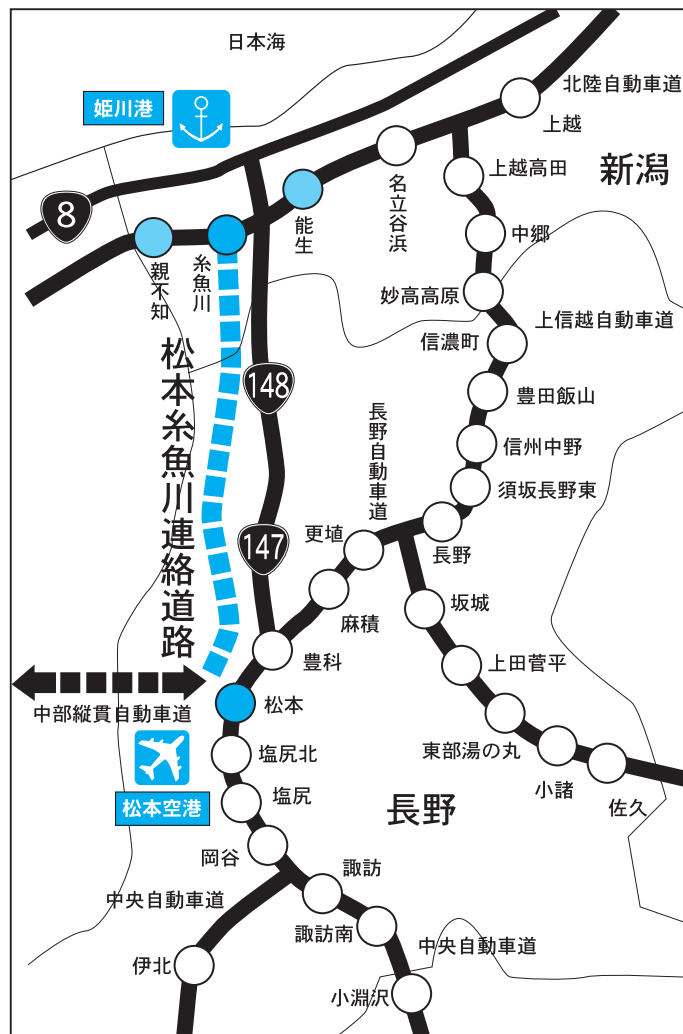 日本海
北陸自動車道
姫川港
上越
新潟
上越高田
名立谷浜
8
能生
中郷
糸魚川
親不知
妙高高原
上信越自動車道
信濃町
松本糸魚川連絡道路
148
豊田飯山
長野自動車道
信州中野
須坂長野東
147
更埴
長野
麻積
坂城
豊科
上田菅平
中部縦貫自動車道
松本
東部湯の丸
塩尻北
小諸
佐久
松本空港
塩尻
長野
岡谷
諏訪
中央自動車道
諏訪南
中央自動車道
伊北
小淵沢